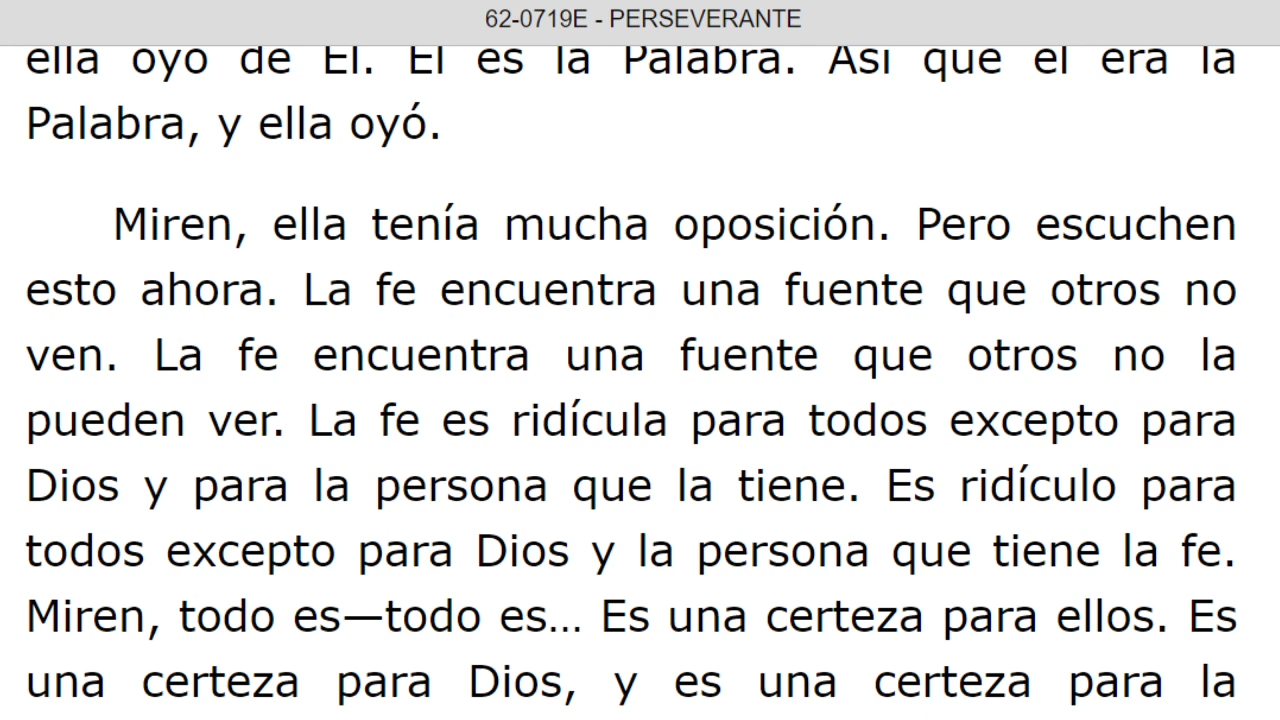 62-0719E - PERSEVERANTE
ella oyó de Él. Él es la Palabra. Así que él era la
Palabra, y ella oyó.
Miren, ella tenía mucha oposición. Pero escuchen
esto ahora. La fe encuentra una fuente que otros no
ven. La fe encuentra una fuente que otros no la
pueden ver. La fe es ridícula para todos excepto para
Dios y para la persona que la tiene. Es ridículo para
todos excepto para Dios y la persona que tiene la fe.
Miren, todo es—todo es... Es una certeza para ellos. Es
una certeza para Dios, y es una certeza para la